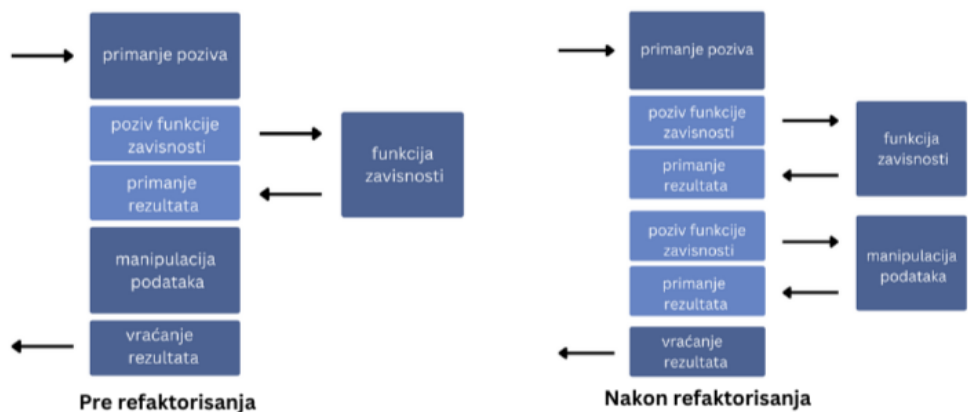 primanje poziva
poziv funkcije
zavisnosti
primanje
rezultata
funkcija
zavisnosti
manipulacija
podataka
vraćanje
rezultata
Pre refaktorisanja
primanje poziva
poziv funkcije
zavisnosti
primanje
rezultata
funkcija
zavisnosti
poziv funkcije
zavisnosti
primanje
rezultata
manipulacija
podataka
vraćanje
rezultata
Nakon refaktorisanja